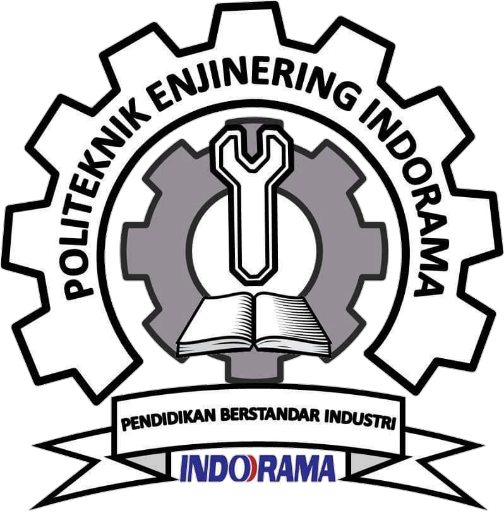 POLITEKNIK ENJINERING INDORAMA
PENDIDIKAN BERSTANDAR INDUSTRI
INDORAMA